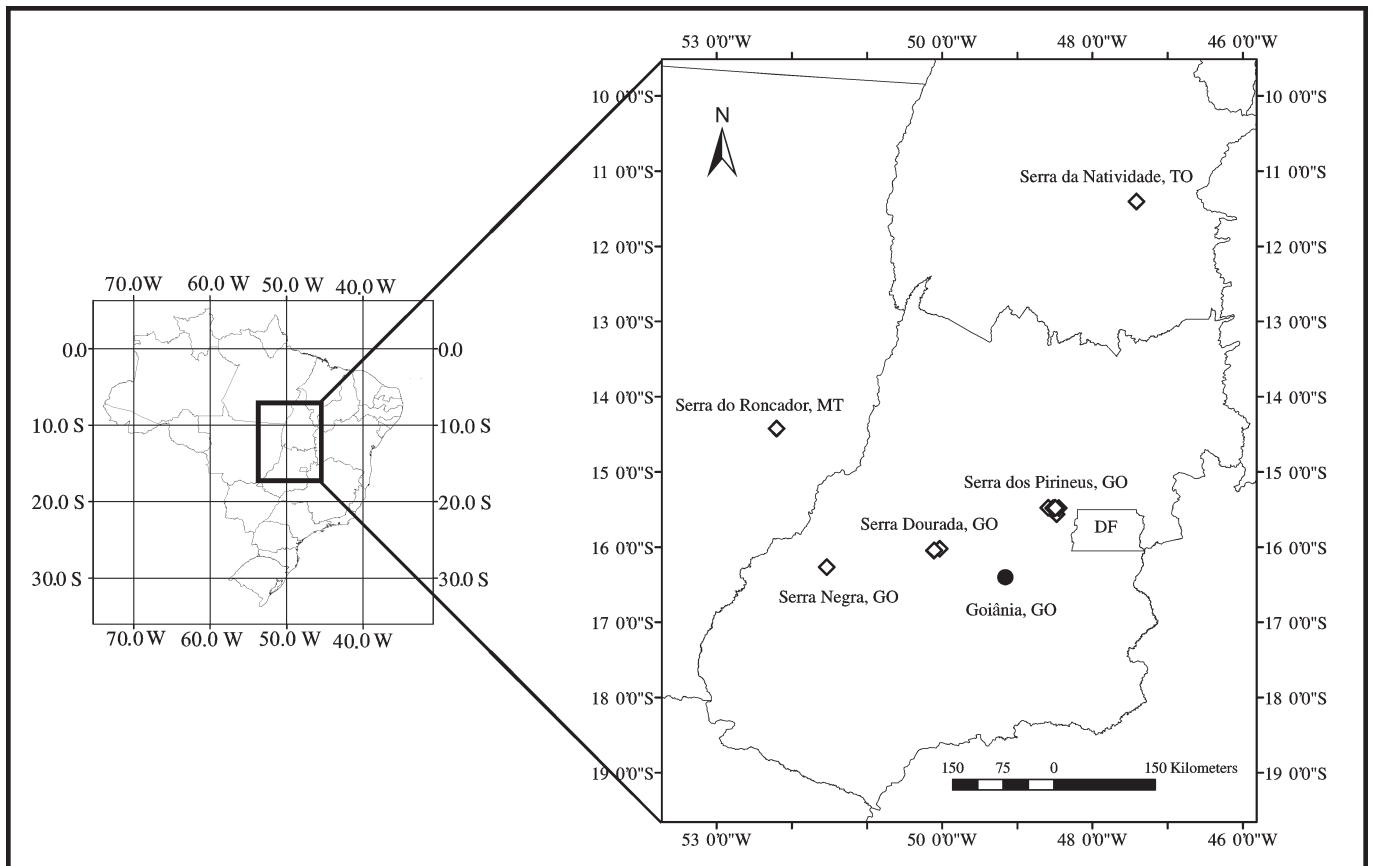 53 0'0"W 50 0'0"W 48 0'0"W 46 0'0"W
10 0'0"S 10 0'0"S
N
11 0'0"S 11 0'0"S
Serra da Natividade, TO
12 0'0"S 12 0'0"S
70.0 W 60.0 W 50.0 W 40.0 W
13 0'0"S 13 0'0"S
0.0 0.0
14 0'0"S 14 0'0"S
Serra do Roncador, MT
10.0 S 10.0 S
15 0'0"S 15 0'0"S
Serra dos Pirineus, GO
20.0 S 20.0 S
Serra Dourada, GO DF
16 0'0"S 16 0'0"S
30.0 S 30.0 S
Serra Negra, GO
Goiânia, GO
17 0'0"S 17 0'0"S
70.0 W 60.0 W 50.0 W 40.0 W
18 0'0"S 18 0'0"S
150 75 0 150 Kilometers
19 0'0"S 19 0'0"S
53 0'0"W 50 0'0"W 48 0'0"W 46 0'0"W